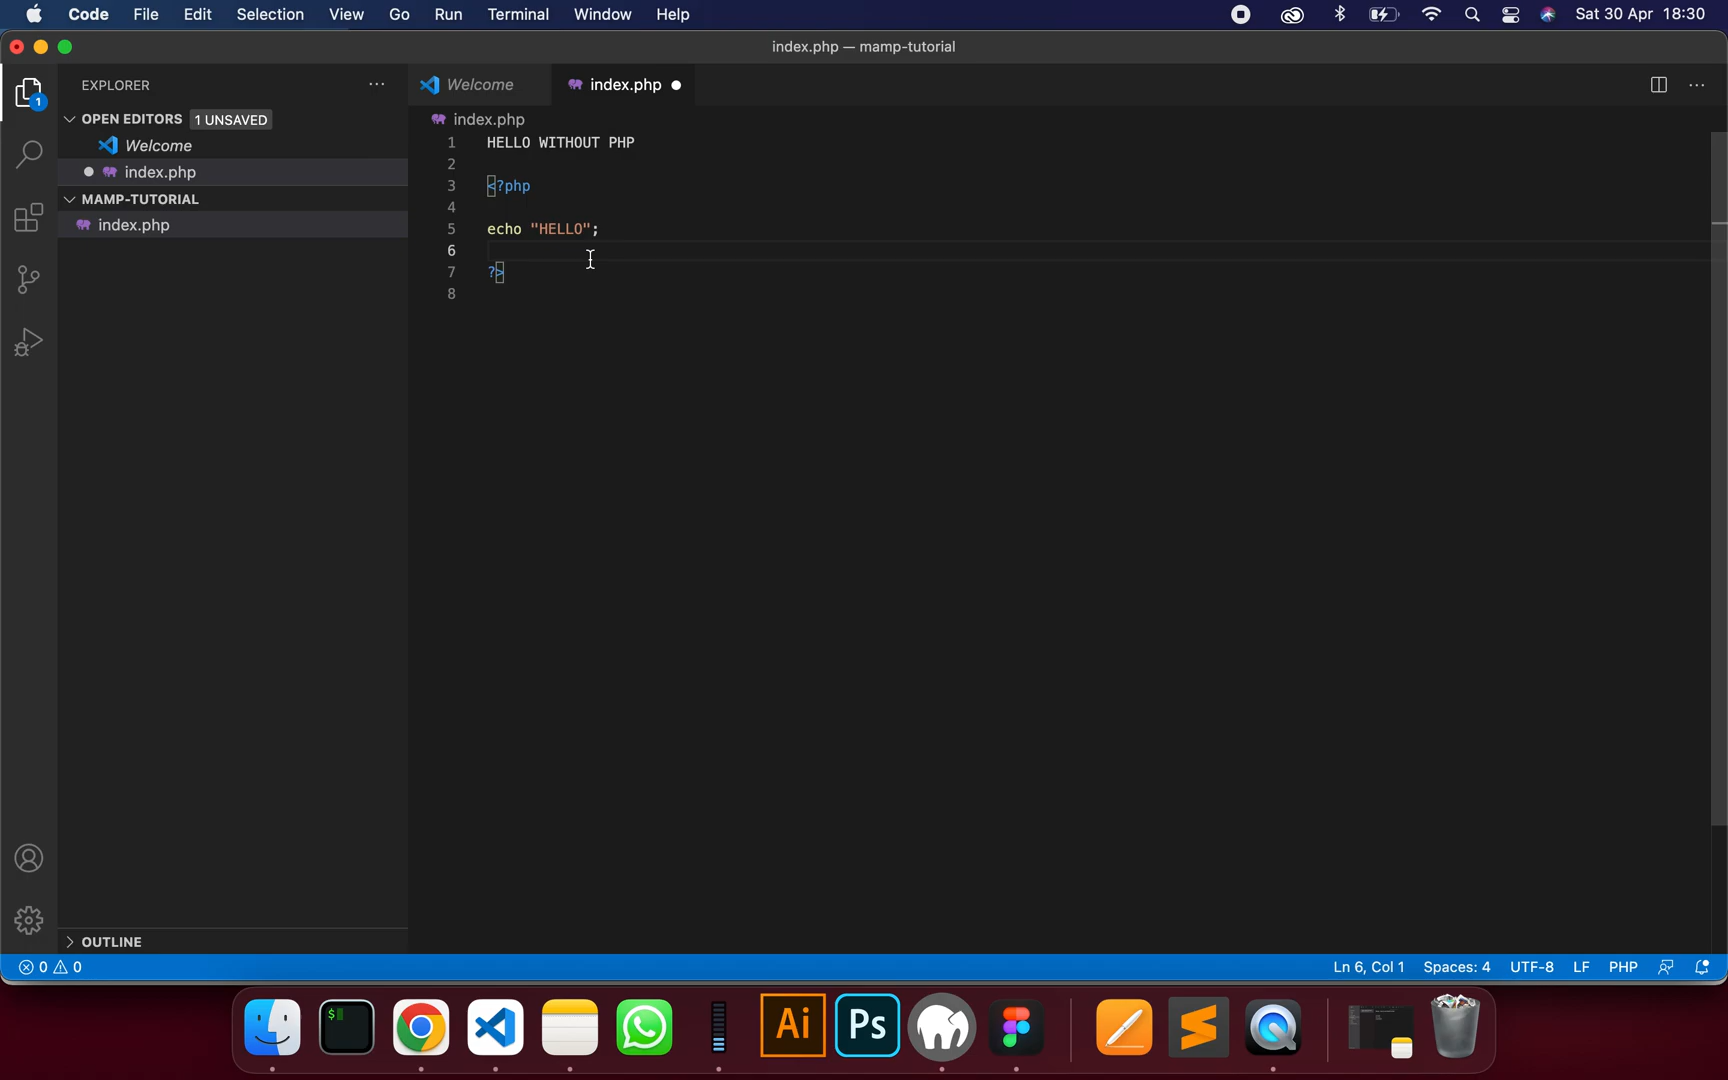 Code File Edit Selection View Go Run Terminal Window Help Sat 30 Apr 18:30
index.php — mamp-tutorial
EXPLORER
OPEN EDITORS 1 UNSAVED
Welcome
index.php
MAMP-TUTORIAL
index.php
OUTLINE
Welcome index.php
index.php
1 HELLO WITHOUT PHP
2
3 <?php
4
5 echo "HELLO";
6
7 ?>
8
0 0 Ln 6, Col 1 Spaces: 4 UTF-8 LF PHP
1
$
Ai Ps